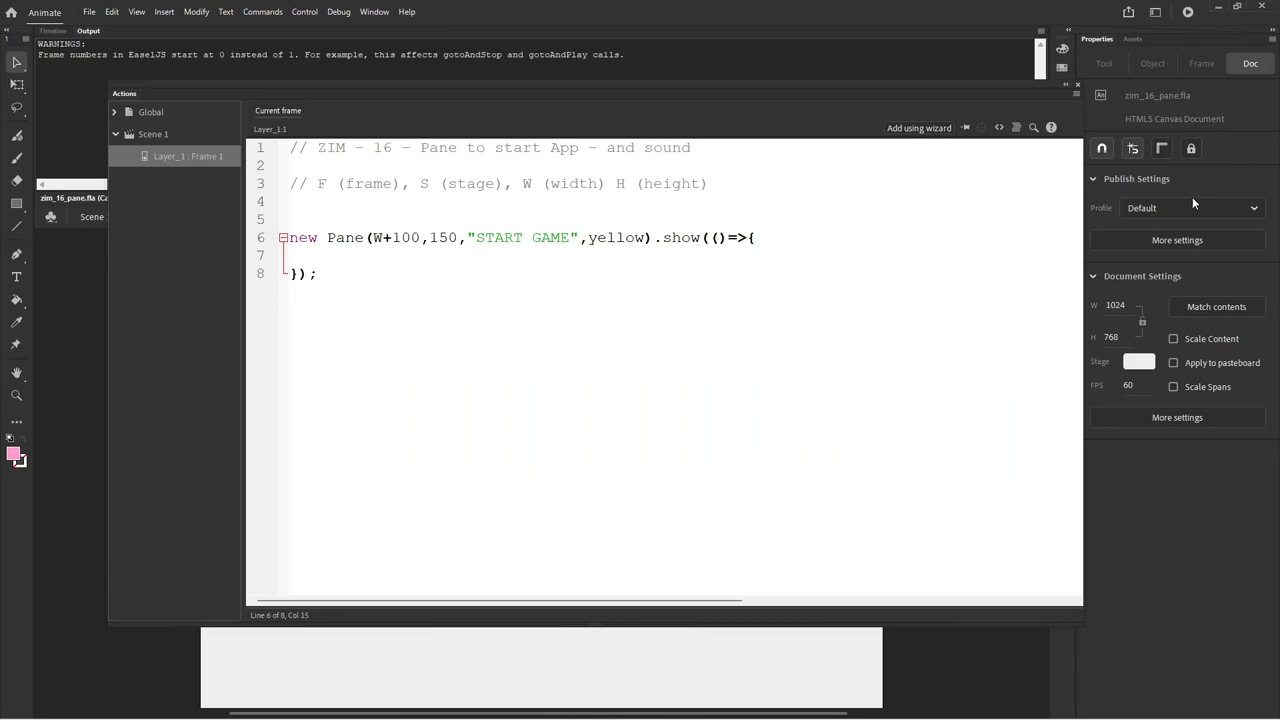 Animate File Edit View Insert Modify Text Commands Control Debug Window Help
Timeline Output
WARNINGS:
Frame numbers in EaselJS start at 0 instead of 1. For example, this affects gotoAndStop and gotoAndPlay calls.
Actions
Global
Scene 1
Layer_1 : Frame 1
zim_16_pane.fla (Ca
Scene
Current frame
Layer_1:1
Add using wizard
1 // ZIM - 16 - Pane to start App - and sound
2
3 // F (frame), S (stage), W (width) H (height)
4
5
6 new Pane(W+100,150,"START GAME",yellow).show(()=>{
7
8 });
Line 6 of 8, Col 15
Properties Assets
Tool Object Frame Doc
An zim_16_pane.fla
HTML5 Canvas Document
Publish Settings
Profile Default
More settings
Document Settings
W 1024 Match contents
H 768 Scale Content
Stage Apply to pasteboard
FPS 60 Scale Spans
More settings